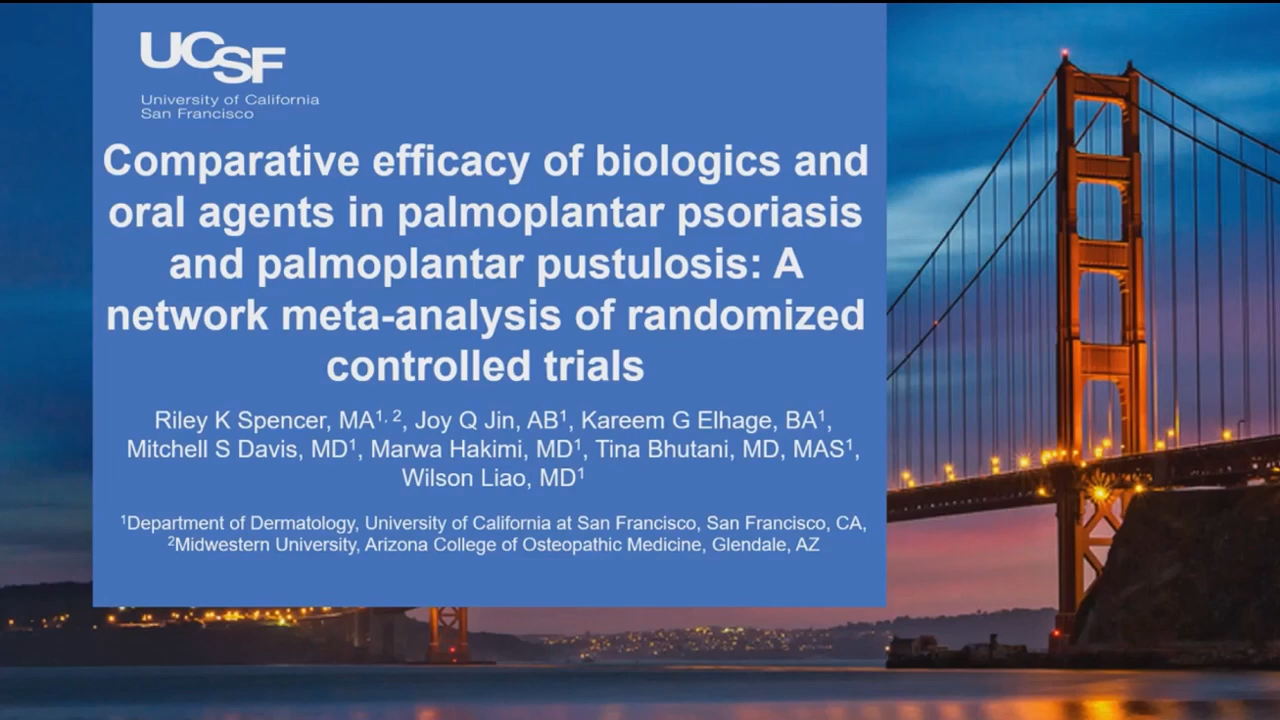 UCSF
University of California
San Francisco
Comparative efficacy of biologics and
oral agents in palmoplantar psoriasis
and palmoplantar pustulosis: A
network meta-analysis of randomized
controlled trials
Riley K Spencer, MA1, 2, Joy Q Jin, AB1, Kareem G Elhage, BA1,
Mitchell S Davis, MD1, Marwa Hakimi, MD1, Tina Bhutani, MD, MAS1,
Wilson Liao, MD1
1Department of Dermatology, University of California at San Francisco, San Francisco, CA,
2Midwestern University, Arizona College of Osteopathic Medicine, Glendale, AZ